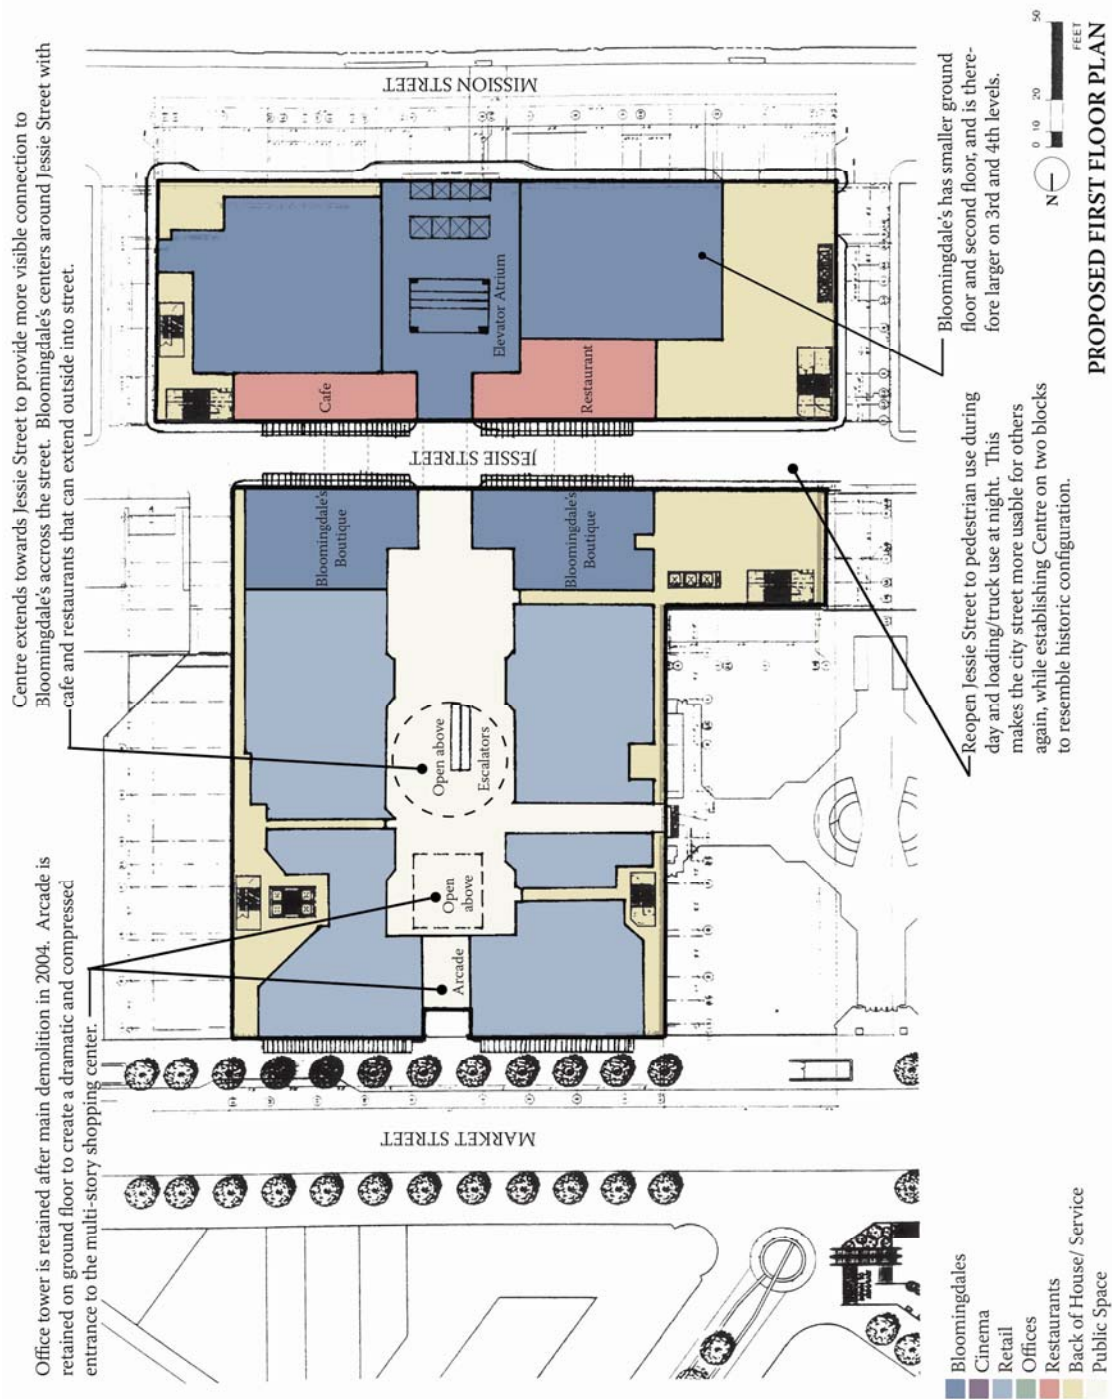 Office tower is retained after main demolition in 2004. Arcade is
retained on ground floor to create a dramatic and compressed
entrance to the multi-story shopping center.
Centre extends towards Jessie Street to provide more visible connection to
Bloomingdale's accross the street. Bloomingdale's centers around Jessie Street with
cafe and restaurants that can extend outside into street.
MARKET STREET
Arcade
Open
above
Open above
Escalators
Bloomingdale's
Boutique
Bloomingdale's
Boutique
JESSIE STREET
Cafe
Restaurant
Elevator Atrium
MISSION STREET
Reopen Jessie Street to pedestrian use during
day and loading/truck use at night. This
makes the city street more usable for others
again, while establishing Centre on two blocks
to resemble historic configuration.
Bloomingdale's has smaller ground
floor and second floor, and is there-
fore larger on 3rd and 4th levels.
Bloomingdales
Cinema
Retail
Offices
Restaurants
Back of House/ Service
Public Space
N
0 10 20 50
FEET
PROPOSED FIRST FLOOR PLAN